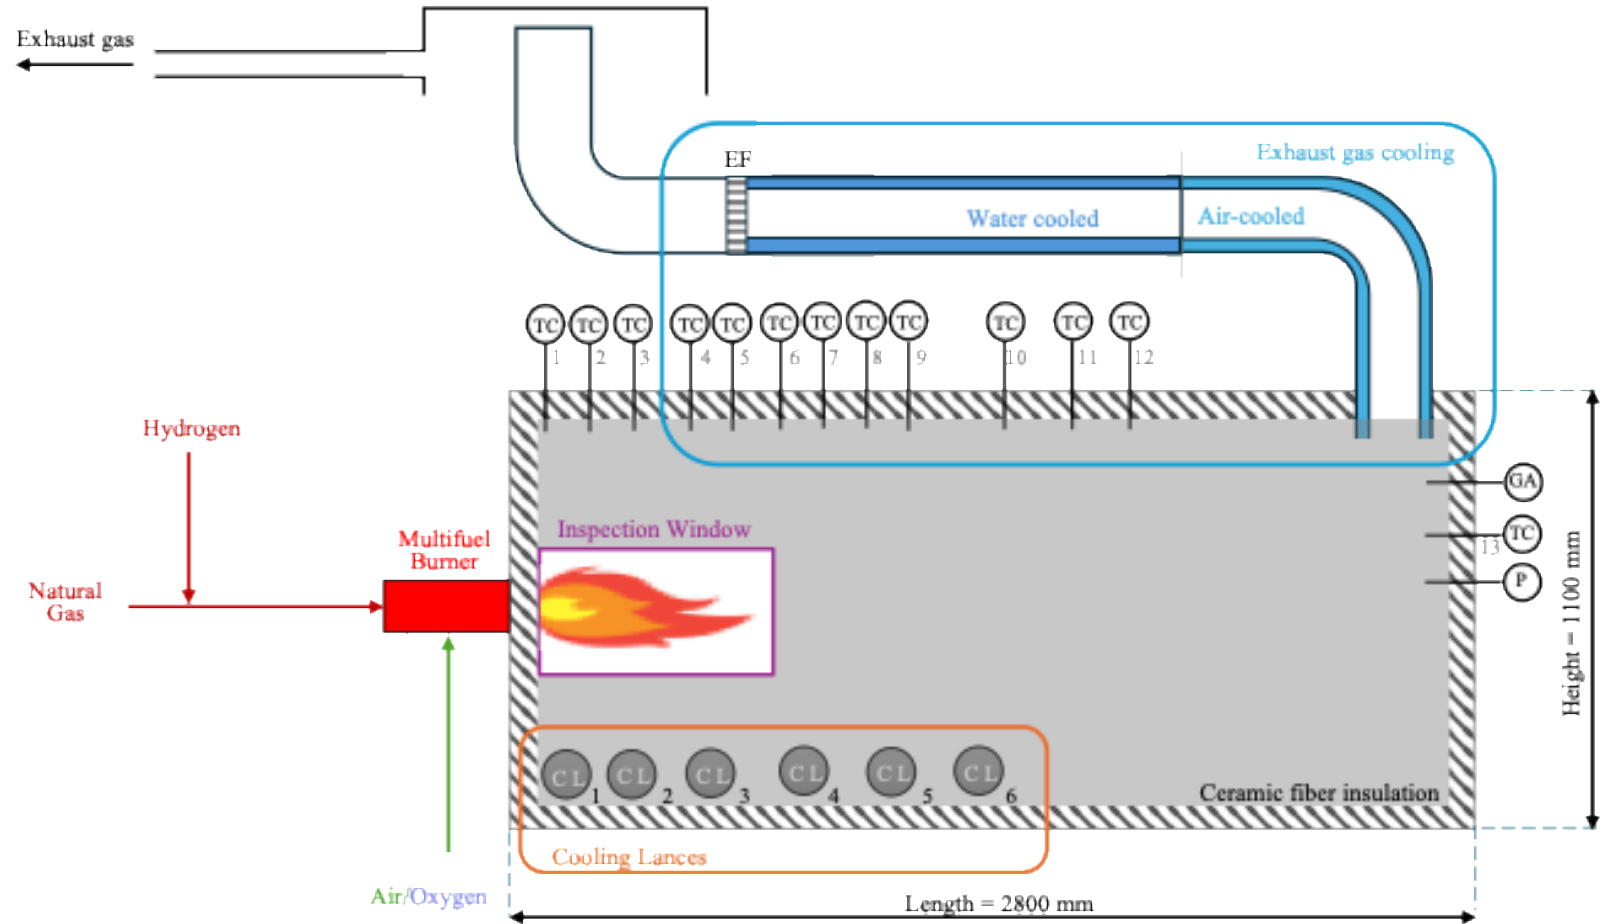 Exhaust gas
EF
Exhaust gas cooling
Water cooled
Air-cooled
TC TC TC TC TC TC TC TC TC TC TC TC
1 2 3 4 5 6 7 8 9 10 11 12
Hydrogen
GA
Inspection Window
TC
13
Multifuel
Burner
P
Natural
Gas
Height = 1100 mm
CL CL CL CL CL CL
1 2 3 4 5 6
Ceramic fiber insulation
Cooling Lances
Air/Oxygen
Length = 2800 mm